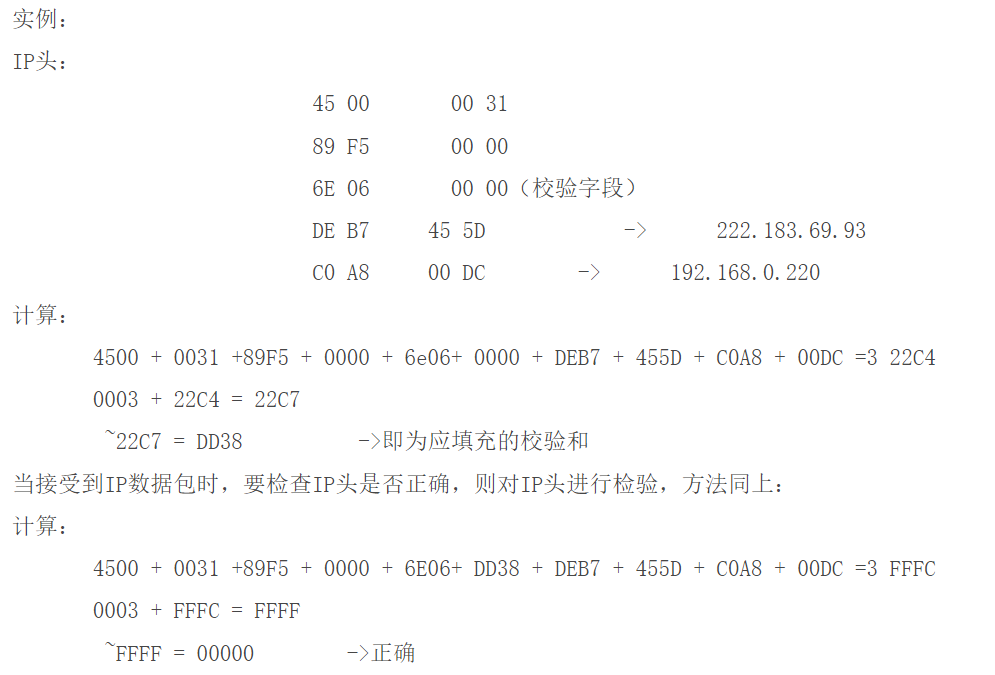 实例：
IP头：
45 00 00 31
89 F5 00 00
6E 06 00 00（校验字段）
DE B7 45 5D -> 222.183.69.93
C0 A8 00 DC -> 192.168.0.220
计算：
4500 + 0031 +89F5 + 0000 + 6e06+ 0000 + DEB7 + 455D + C0A8 + 00DC =3 22C4
0003 + 22C4 = 22C7
~22C7 = DD38 ->即为应填充的校验和
当接受到IP数据包时，要检查IP头是否正确，则对IP头进行检验，方法同上：
计算：
4500 + 0031 +89F5 + 0000 + 6E06+ DD38 + DEB7 + 455D + C0A8 + 00DC =3 FFFC
0003 + FFFC = FFFF
~FFFF = 00000 ->正确